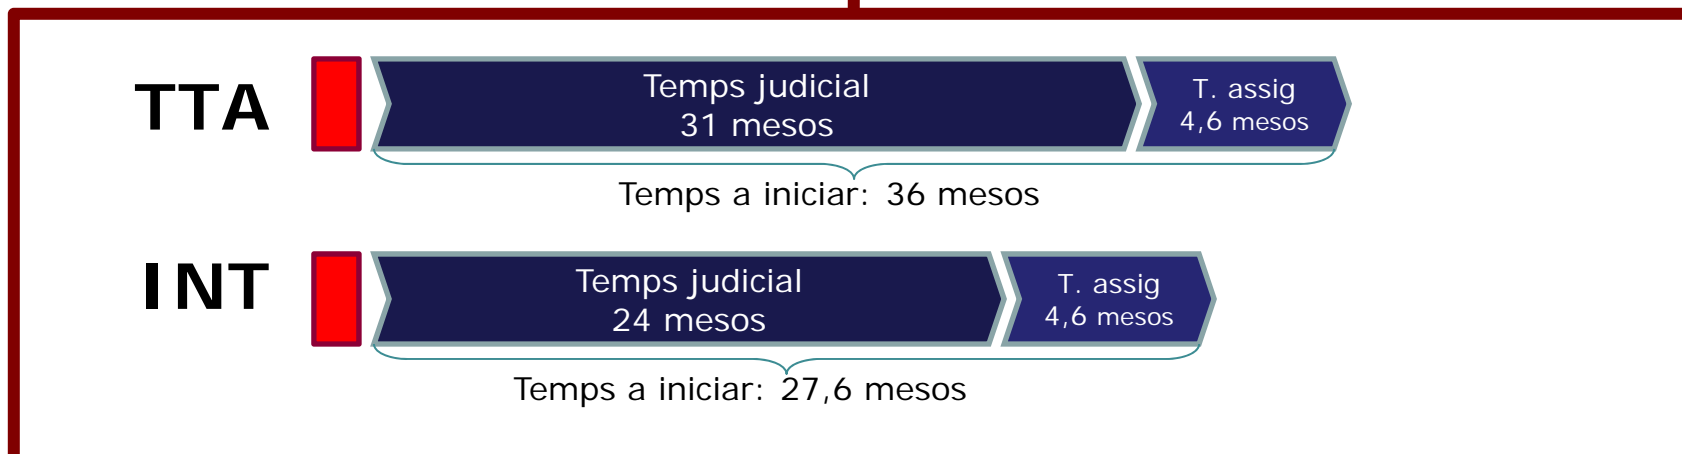 TTA
Temps judicial
31 mesos
T. assig
4,6 mesos
Temps a iniciar: 36 mesos
INT
Temps judicial
24 mesos
T. assig
4,6 mesos
Temps a iniciar: 27,6 mesos